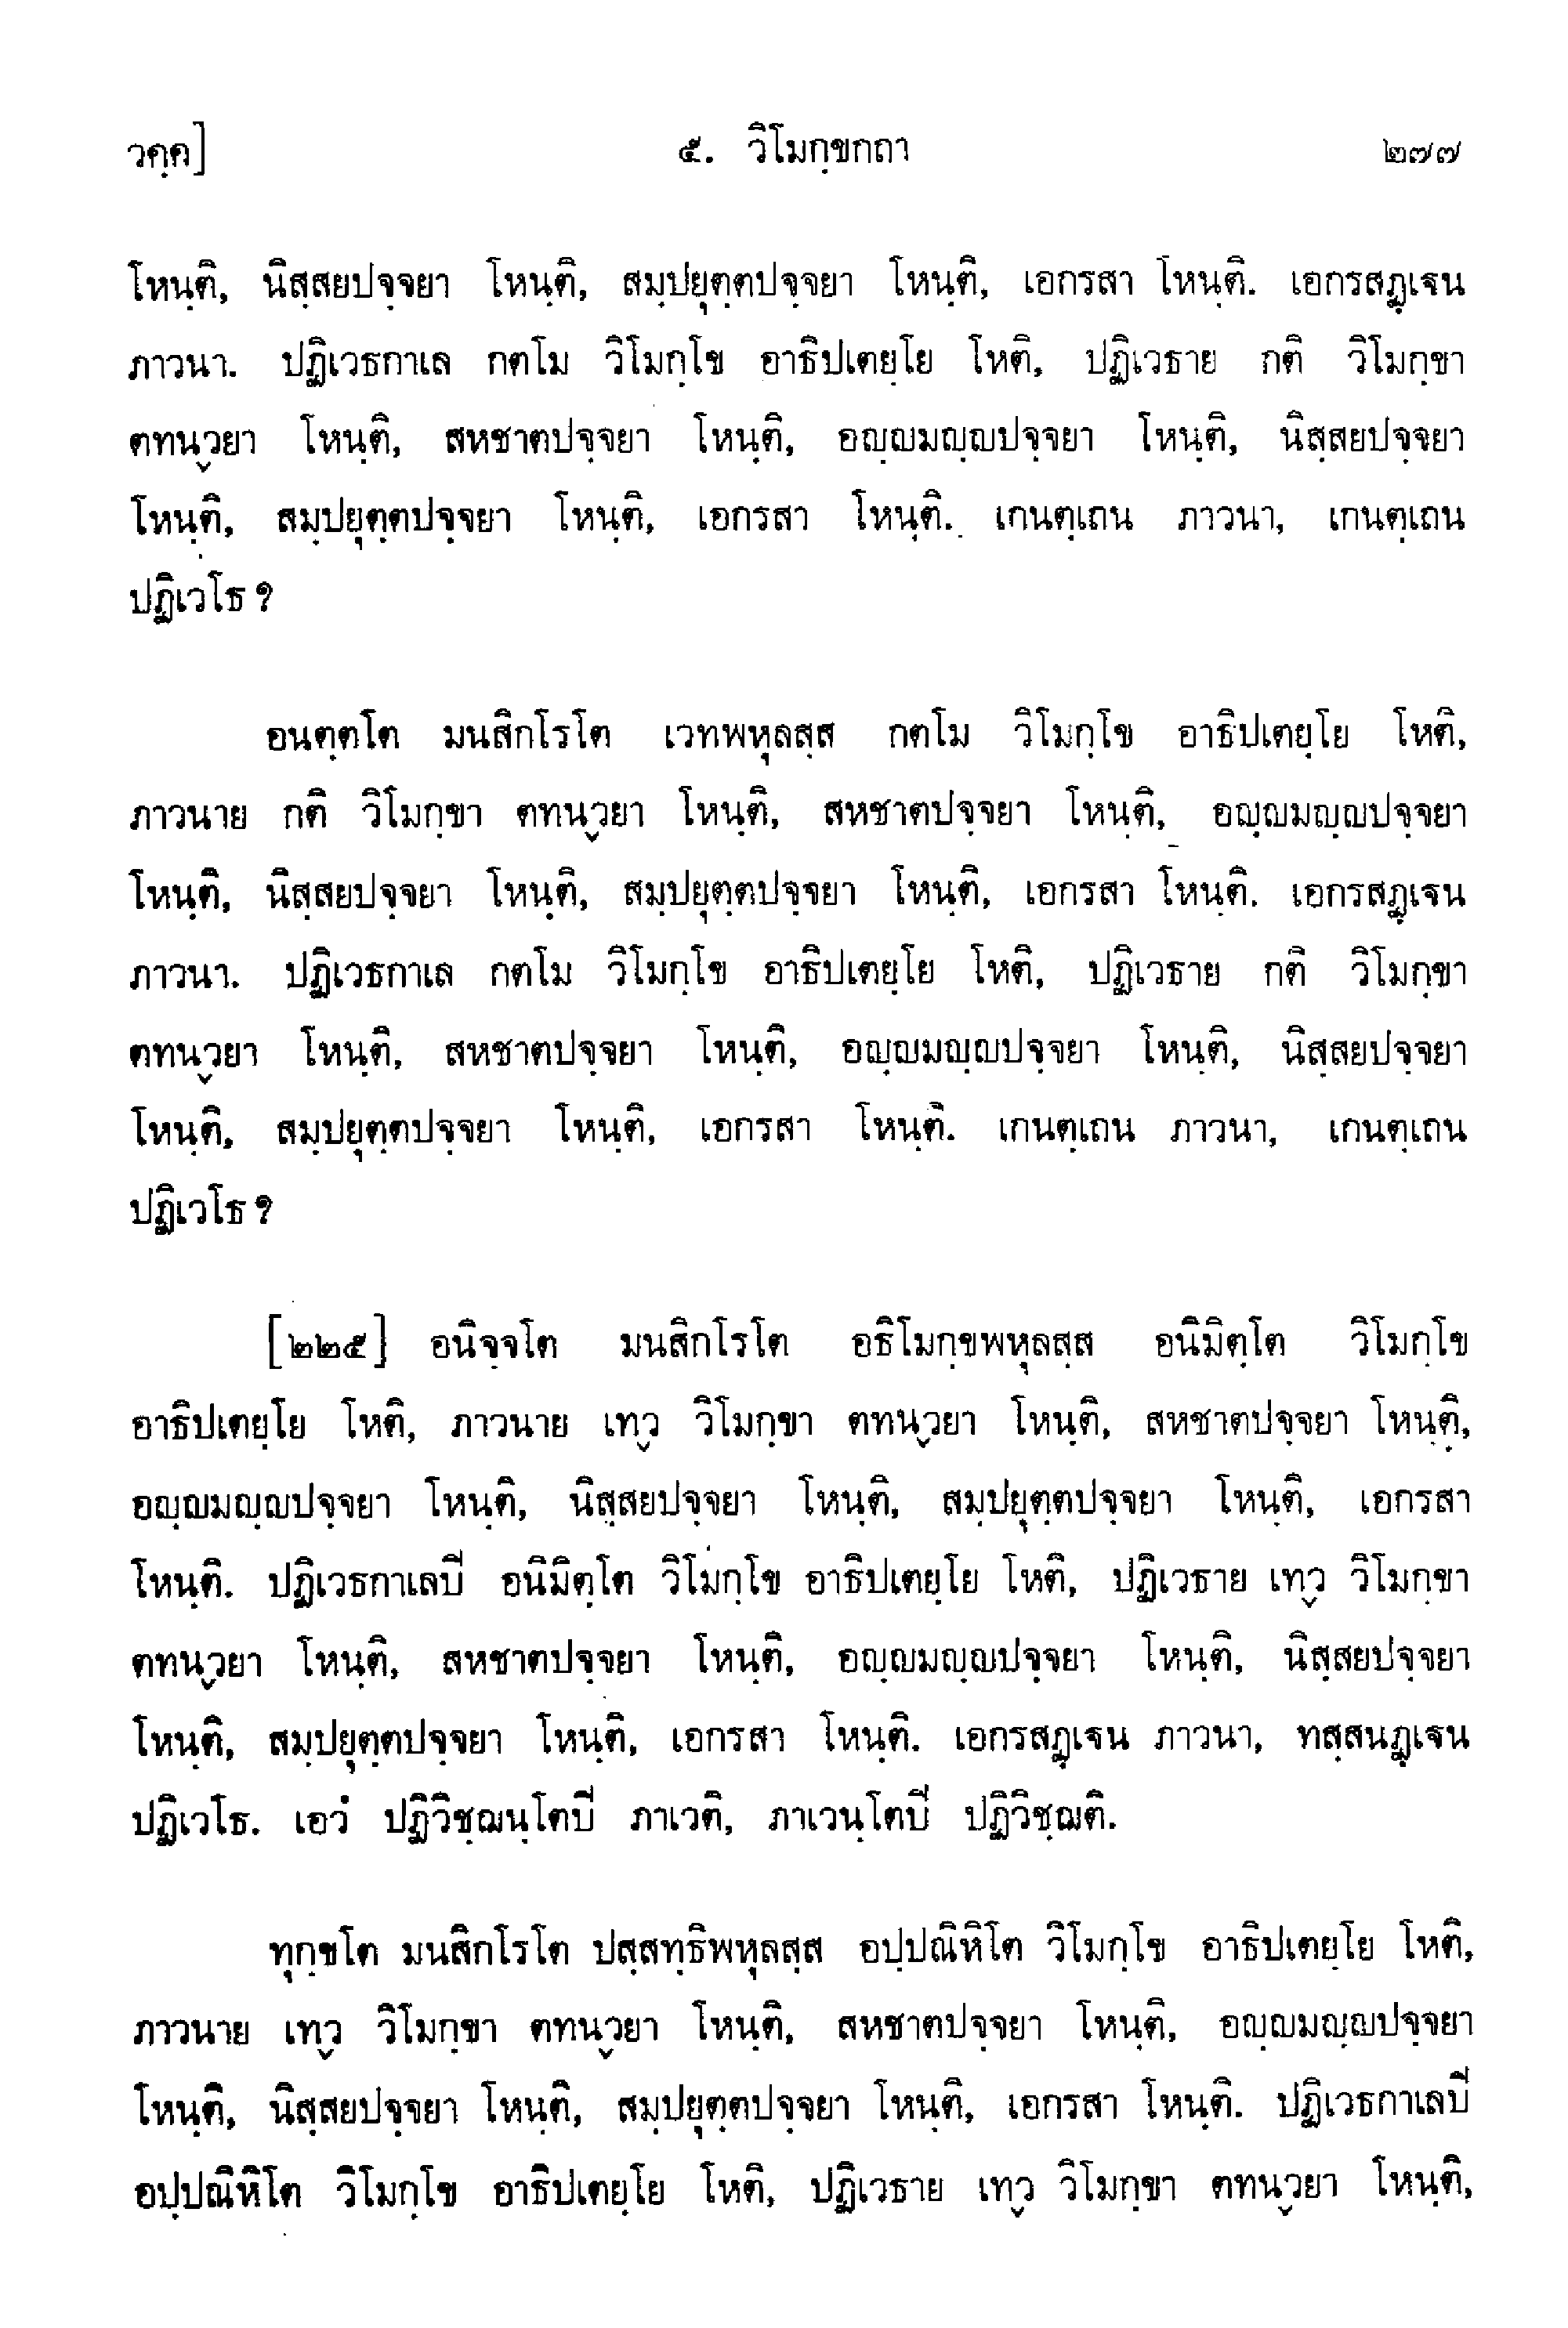 วคฺค] ๕. วิโมกฺขกถา ๒๗๗
โหนฺติ, นิสฺสยปจฺจยา โหนฺติ, สมฺปยุตฺตปจฺจยา โหนฺติ, เอกรสา โหนฺติ. เอกรสฏฺเฐน
ภาวนา. ปฏิเวธกาเล กตโม วิโมกฺโข อาธิปเตยฺโย โหติ, ปฏิเวธาย กติ วิโมกฺขา
ตทนฺวยา โหนฺติ, สหชาตปจฺจยา โหนฺติ, อญฺญมญฺญปจฺจยา โหนฺติ, นิสฺสยปจฺจยา
โหนฺติ, สมฺปยุตฺตปจฺจยา โหนฺติ, เอกรสา โหนฺติ. เกนตฺเถน ภาวนา, เกนตฺเถน
ปฏิเวโธ ?
อนตฺตโต มนสิกโรโต เวทพหุลสฺส กตโม วิโมกฺโข อาธิปเตยฺโย โหติ,
ภาวนาย กติ วิโมกฺขา ตทนฺวยา โหนฺติ, สหชาตปจฺจยา โหนฺติ, อญฺญมญฺญปจฺจยา
โหนฺติ, นิสฺสยปจฺจยา โหนฺติ, สมฺปยุตฺตปจฺจยา โหนฺติ, เอกรสา โหนฺติ. เอกรสฏฺเฐน
ภาวนา. ปฏิเวธกาเล กตโม วิโมกฺโข อาธิปเตยฺโย โหติ, ปฏิเวธาย กติ วิโมกฺขา
ตทนฺวยา โหนฺติ, สหชาตปจฺจยา โหนฺติ, อญฺญมญฺญปจฺจยา โหนฺติ, นิสฺสยปจฺจยา
โหนฺติ, สมฺปยุตฺตปจฺจยา โหนฺติ, เอกรสา โหนฺติ. เกนตฺเถน ภาวนา, เกนตฺเถน
ปฏิเวโธ ?
[๒๒๕] อนิจฺจโต มนสิกโรโต อธิโมกฺขพหุลสฺส อนิมิตฺโต วิโมกฺโข
อาธิปเตยฺโย โหติ, ภาวนาย เทฺว วิโมกฺขา ตทนฺวยา โหนฺติ, สหชาตปจฺจยา โหนฺติ,
อญฺญมญฺญปจฺจยา โหนฺติ, นิสฺสยปจฺจยา โหนฺติ, สมฺปยุตฺตปจฺจยา โหนฺติ, เอกรสา
โหนฺติ. ปฏิเวธกาเลปี อนิมิตฺโต วิโมกฺโข อาธิปเตยฺโย โหติ, ปฏิเวธาย เทฺว วิโมกฺขา
ตทนฺวยา โหนฺติ, สหชาตปจฺจยา โหนฺติ, อญฺญมญฺญปจฺจยา โหนฺติ, นิสฺสยปจฺจยา
โหนฺติ, สมฺปยุตฺตปจฺจยา โหนฺติ, เอกรสา โหนฺติ. เอกรสฏฺเฐน ภาวนา, ทสฺสนฏฺเฐน
ปฏิเวโธ. เอวํ ปฏิวิชฺฌนฺโตปี ภาเวติ, ภาเวนฺโตปี ปฏิวิชฺฌติ.
ทุกฺขโต มนสิกโรโต ปสฺสทฺธิพหุลสฺส อปฺปณิหิโต วิโมกฺโข อาธิปเตยฺโย โหติ,
ภาวนาย เทฺว วิโมกฺขา ตทนฺวยา โหนฺติ, สหชาตปจฺจยา โหนฺติ, อญฺญมญฺญปจฺจยา
โหนฺติ, นิสฺสยปจฺจยา โหนฺติ, สมฺปยุตฺตปจฺจยา โหนฺติ, เอกรสา โหนฺติ. ปฏิเวธกาเลปี
อปฺปณิหิโต วิโมกฺโข อาธิปเตยฺโย โหติ, ปฏิเวธาย เทฺว วิโมกฺขา ตทนฺวยา โหนฺติ,